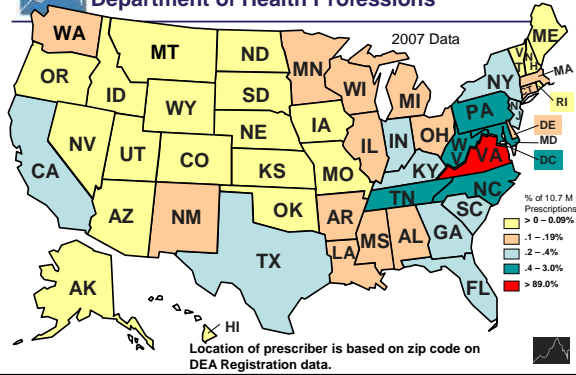 Department of Health Professions
2007 Data
WA
MT
ND
MN
ME
VT
NH
MA
OR
ID
SD
WI
MI
NY
RI
WY
IA
PA
NJ
DE
MD
DC
NV
UT
CO
NE
IL
IN
OH
WV
VA
CA
KS
MO
KY
NC
TN
AZ
NM
OK
AR
SC
MS
AL
GA
LA
TX
FL
AK
HI
% of 10.7 M
Prescriptions
> 0 – 0.09%
.1 – .19%
.2 – .4%
.4 – 3.0%
> 89.0%
Location of prescriber is based on zip code on
DEA Registration data.